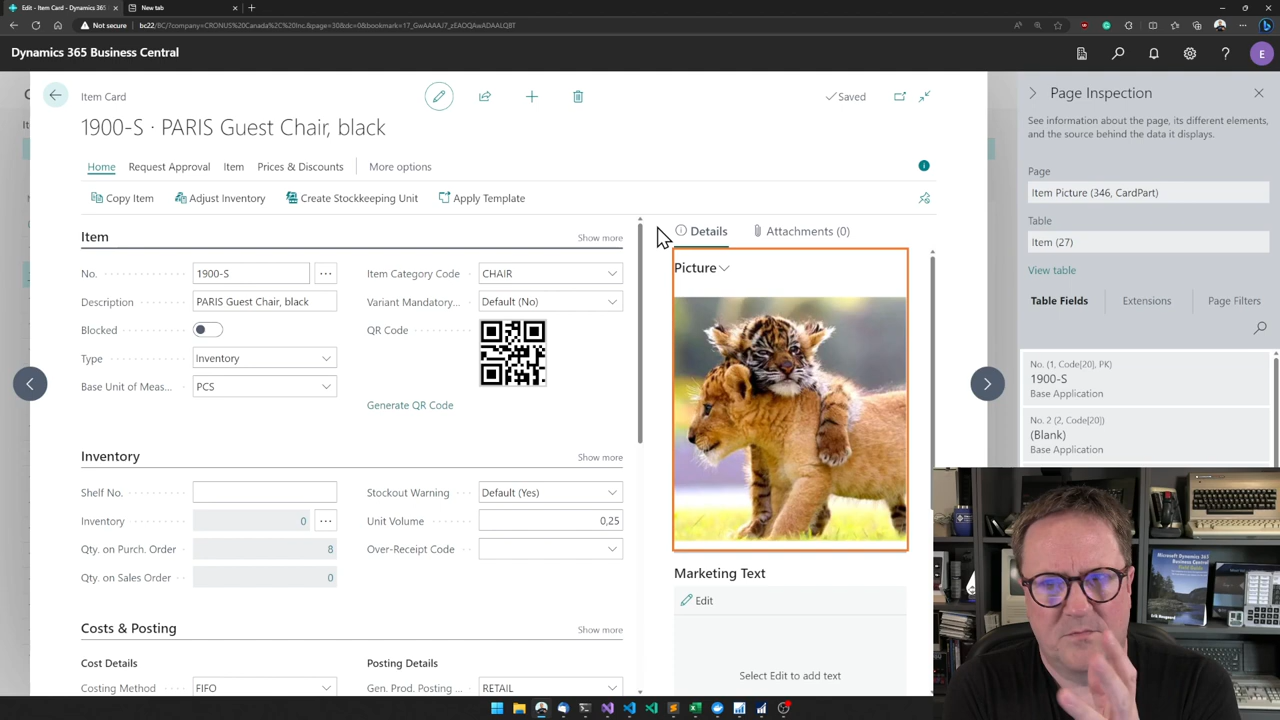 Edit - Item Card - Dynamics 365
New tab
Not secure
bc22/BC/?company=CRONUS%20Canada%2C%20Inc.&page=30&dc=0&bookmark=17_GwAAAAJ7_zEAOQAwADAALQBT
Dynamics 365 Business Central
E
Item Card
Saved
1900-S · PARIS Guest Chair, black
Home
Request Approval
Item
Prices & Discounts
More options
Copy Item
Adjust Inventory
Create Stockkeeping Unit
Apply Template
Item
Show more
No.
1900-S
Item Category Code
CHAIR
Description
PARIS Guest Chair, black
Variant Mandatory...
Default (No)
Blocked
QR Code
Type
Inventory
Base Unit of Meas...
PCS
Generate QR Code
Inventory
Show more
Shelf No.
Stockout Warning
Default (Yes)
Inventory
0
Unit Volume
0,25
Qty. on Purch. Order
8
Over-Receipt Code
Qty. on Sales Order
0
Costs & Posting
Show more
Cost Details
Posting Details
Costing Method
FIFO
Gen. Prod. Posting ...
RETAIL
Details
Attachments (0)
Picture
Marketing Text
Edit
Select Edit to add text
Page Inspection
See information about the page, its different elements,
and the source behind the data it displays.
Page
Item Picture (346, CardPart)
Table
Item (27)
View table
Table Fields
Extensions
Page Filters
No. (1, Code[20], PK)
1900-S
Base Application
No. 2 (2, Code[20])
(Blank)
Base Application
Microsoft Dynamics 365
Business Central
Field Guide